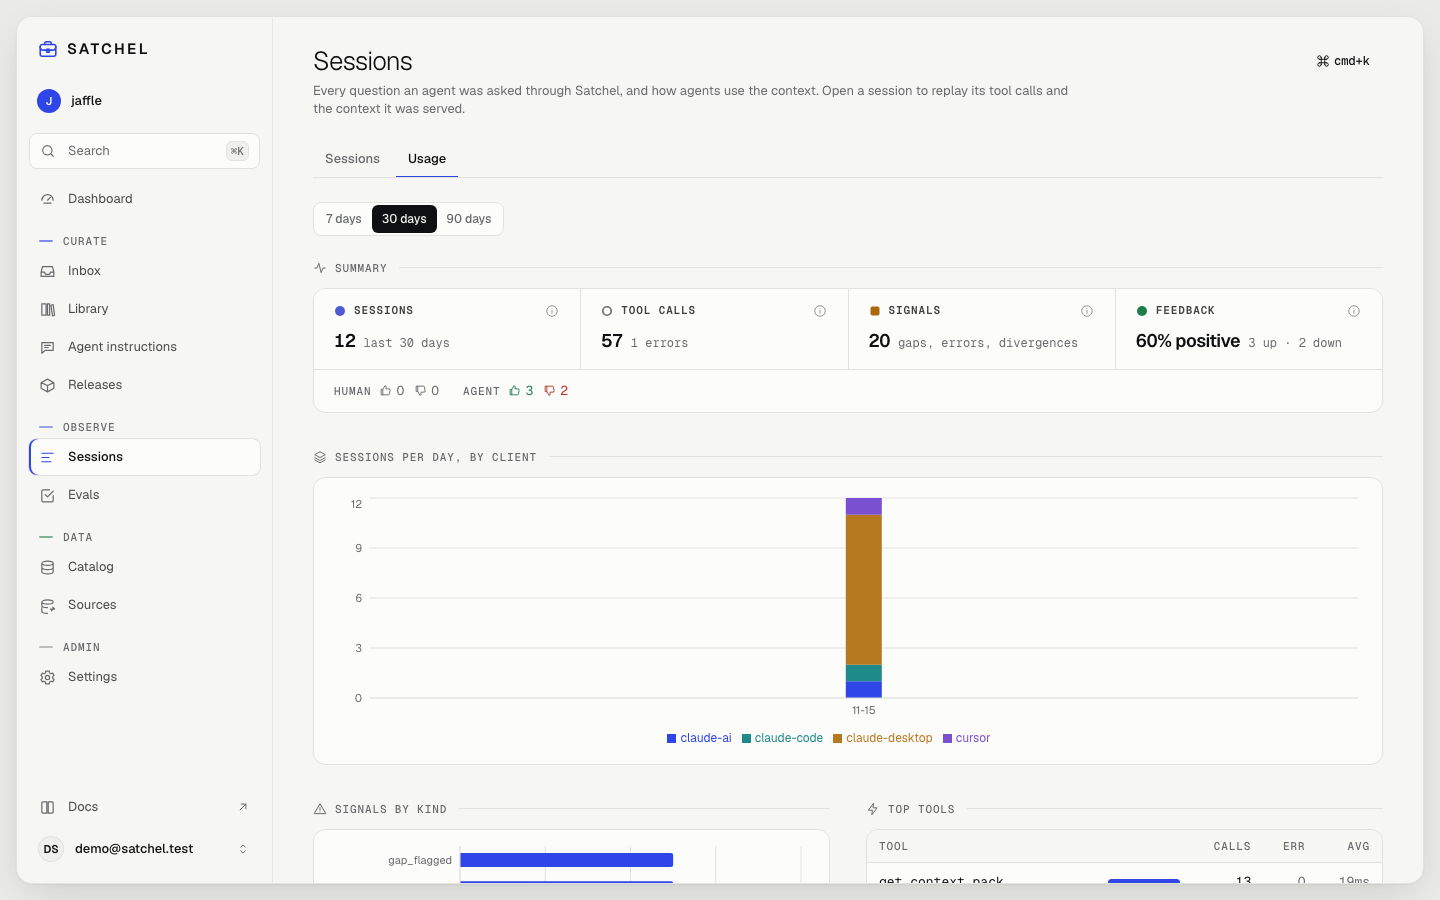 SATCHEL
J jaffle
Search ⌘K
Dashboard
CURATE
Inbox
Library
Agent instructions
Releases
OBSERVE
Sessions
Evals
DATA
Catalog
Sources
ADMIN
Settings
Docs
DS demo@satchel.test
Sessions
⌘ cmd+k
Every question an agent was asked through Satchel, and how agents use the context. Open a session to replay its tool calls and
the context it was served.
Sessions Usage
7 days 30 days 90 days
SUMMARY
SESSIONS
12 last 30 days
TOOL CALLS
57 1 errors
SIGNALS
20 gaps, errors, divergences
FEEDBACK
60% positive 3 up · 2 down
HUMAN 0 0 AGENT 3 2
SESSIONS PER DAY, BY CLIENT
12
9
6
3
0
11-15
claude-ai claude-code claude-desktop cursor
SIGNALS BY KIND
gap_flagged
TOP TOOLS
TOOL CALLS ERR AVG
get_context_pack 13 0 19ms